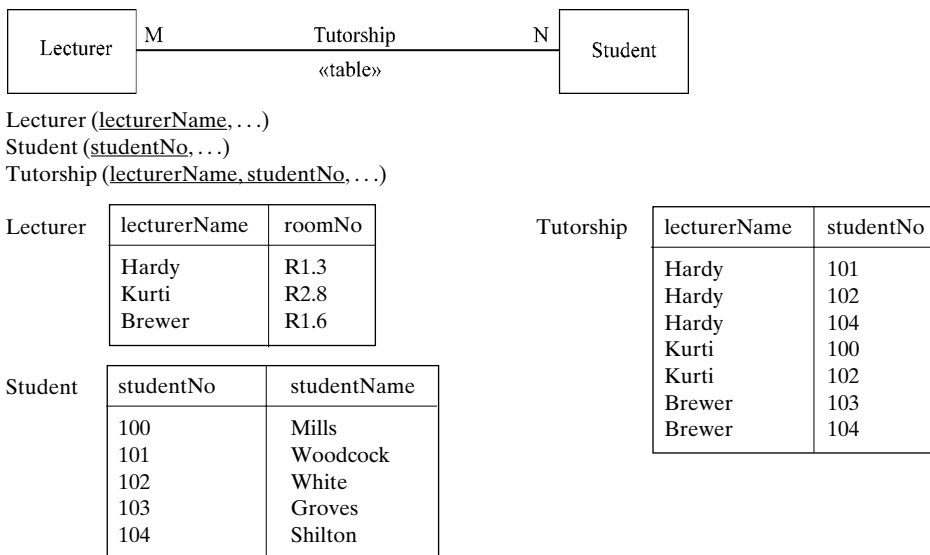 Lecturer
M
Tutorship
N
Student
«table»
Lecturer (lecturerName, . . .)
Student (studentNo, . . .)
Tutorship (lecturerName, studentNo, . . .)
Lecturer
lecturerName roomNo
Hardy R1.3
Kurti R2.8
Brewer R1.6
Student
studentNo studentName
100 Mills
101 Woodcock
102 White
103 Groves
104 Shilton
Tutorship
lecturerName studentNo
Hardy 101
Hardy 102
Hardy 104
Kurti 100
Kurti 102
Brewer 103
Brewer 104